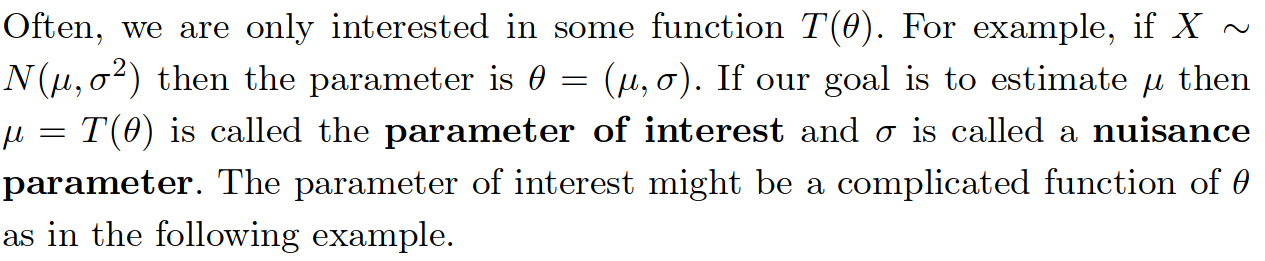 Often, we are only interested in some function T(θ). For example, if X ∼
N(μ, σ²) then the parameter is θ = (μ, σ). If our goal is to estimate μ then
μ = T(θ) is called the parameter of interest and σ is called a nuisance
parameter. The parameter of interest might be a complicated function of θ
as in the following example.